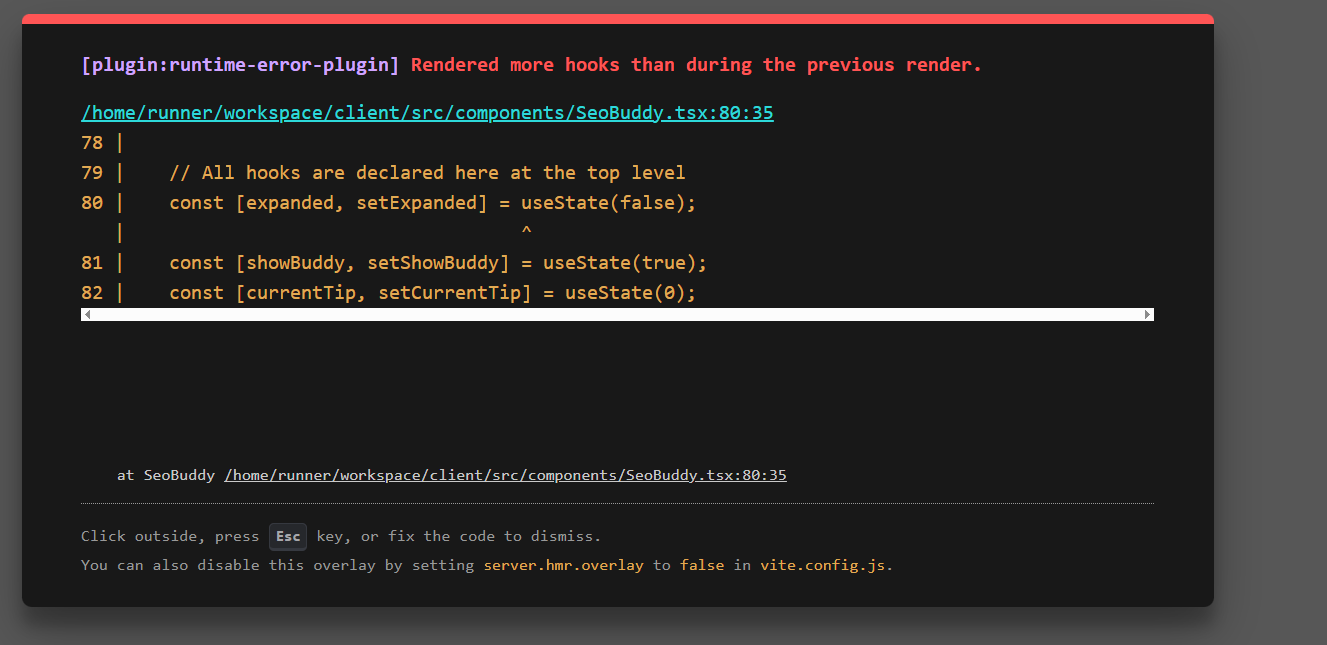 [plugin:runtime-error-plugin] Rendered more hooks than during the previous render.
/home/runner/workspace/client/src/components/SeoBuddy.tsx:80:35
78 |
79 |    // All hooks are declared here at the top level
80 |    const [expanded, setExpanded] = useState(false);
   |                                    ^
81 |    const [showBuddy, setShowBuddy] = useState(true);
82 |    const [currentTip, setCurrentTip] = useState(0);
at SeoBuddy /home/runner/workspace/client/src/components/SeoBuddy.tsx:80:35
Click outside, press Esc key, or fix the code to dismiss.
You can also disable this overlay by setting server.hmr.overlay to false in vite.config.js.